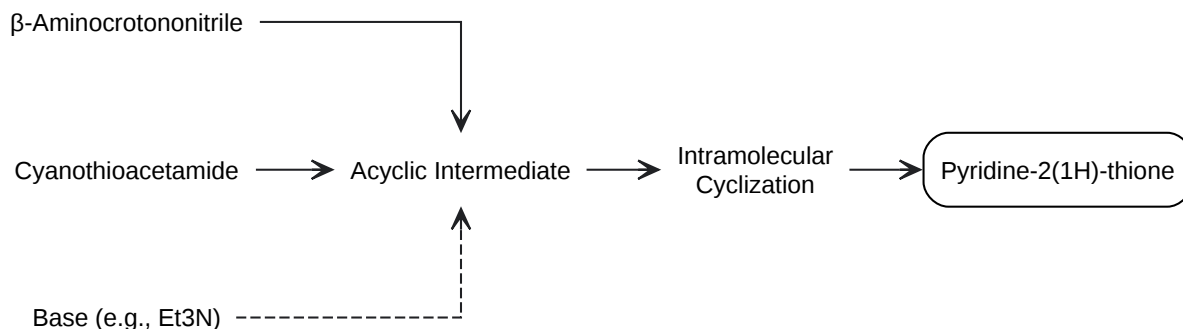 β-Aminocrotononitrile
Cyanothioacetamide
Acyclic Intermediate
Intramolecular
Cyclization
Pyridine-2(1H)-thione
Base (e.g., Et3N)